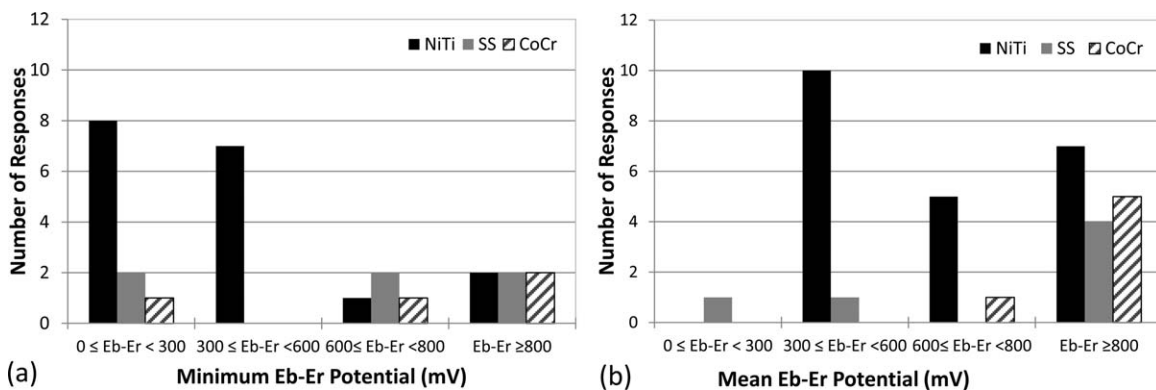 12
10
8
6
4
2
0
Number of Responses
NiTi SS CoCr
0 ≤ Eb-Er < 300 300 ≤ Eb-Er <600 600≤ Eb-Er <800 Eb-Er ≥800
(a) Minimum Eb-Er Potential (mV)
12
10
8
6
4
2
0
Number of Responses
NiTi SS CoCr
0 ≤ Eb-Er < 300 300 ≤ Eb-Er <600 600≤ Eb-Er <800 Eb-Er ≥800
(b) Mean Eb-Er Potential (mV)